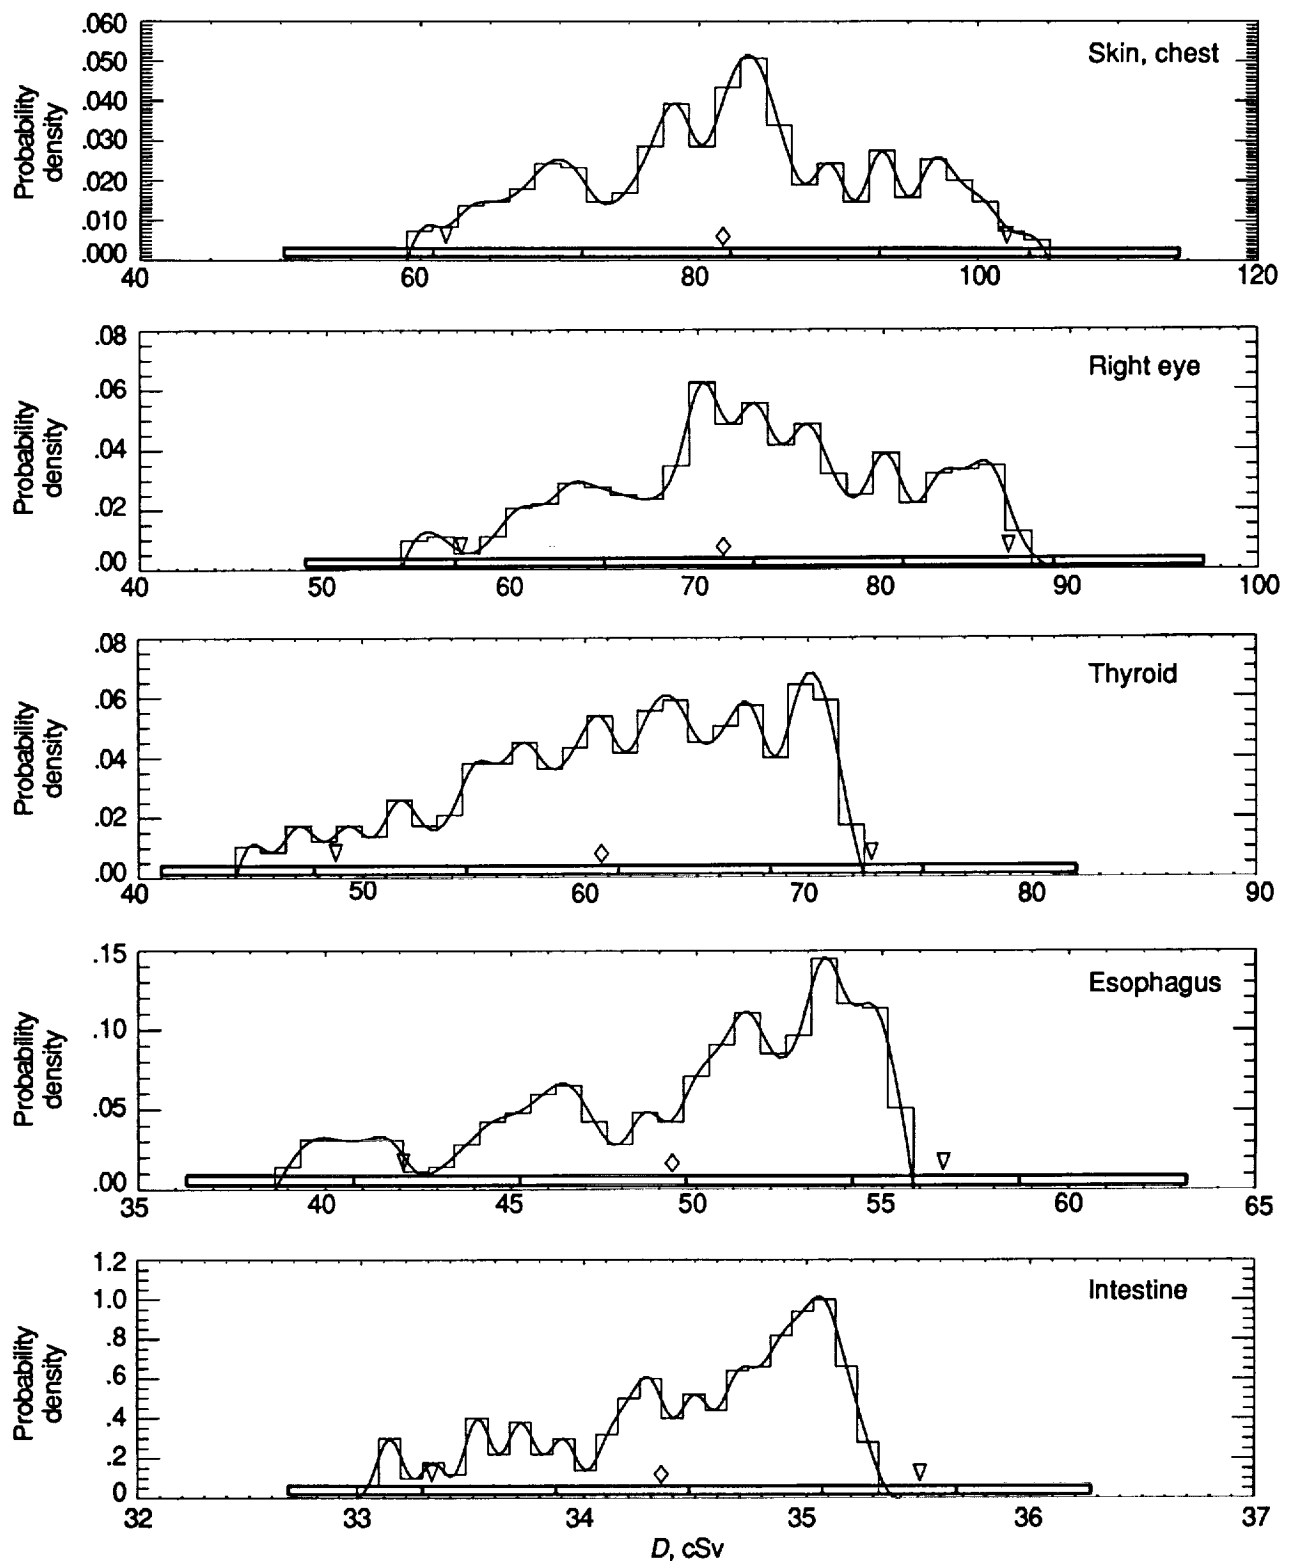 Skin, chest
Probability
density
.060
.050
.040
.030
.020
.010
.000
40 60 80 100 120
Right eye
Probability
density
.08
.06
.04
.02
.00
40 50 60 70 80 90 100
Thyroid
Probability
density
.08
.06
.04
.02
.00
40 50 60 70 80 90
Esophagus
Probability
density
.15
.10
.05
.00
35 40 45 50 55 60 65
Intestine
Probability
density
1.2
1.0
.8
.6
.4
.2
0
32 33 34 35 36 37
D, cSv